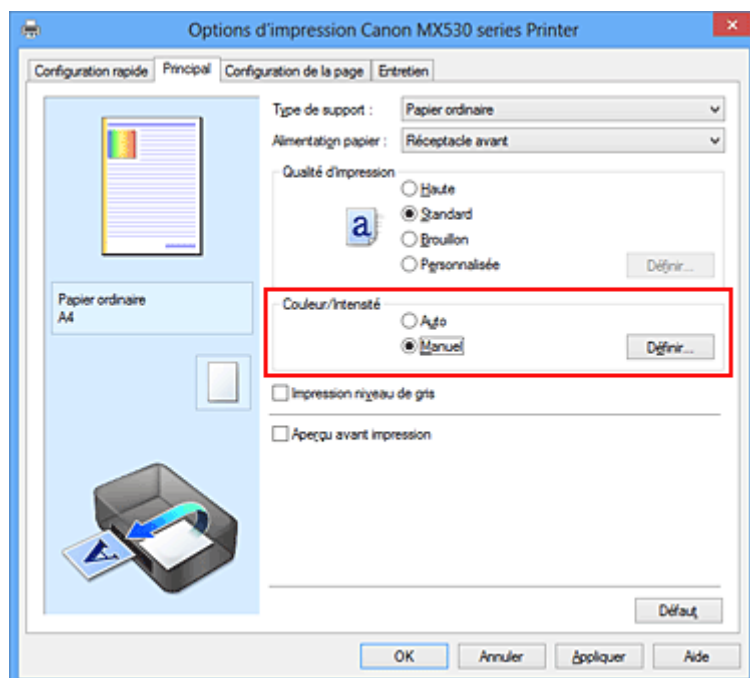 Options d'impression Canon MX530 series Printer
Configuration rapide Principal Configuration de la page Entretien
Type de support : Papier ordinaire
Alimentation papier : Réceptacle avant
Qualité d'impression
Haute
Standard
Brouillon
Personnalisée Définir...
Papier ordinaire
A4
Couleur/Intensité
Auto
Manuel Définir...
Impression niveau de gris
Aperçu avant impression
Défaut
OK Annuler Appliquer Aide